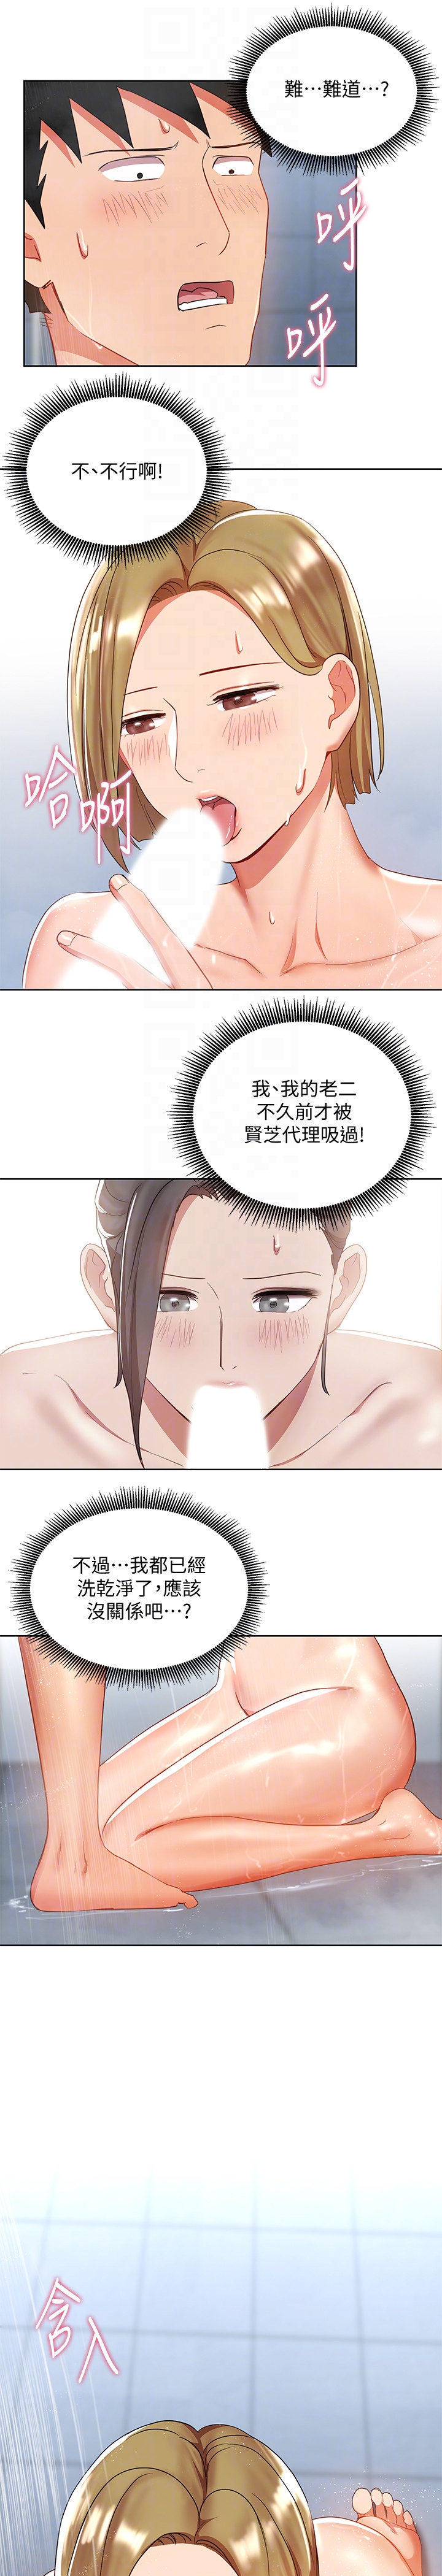 難…難道…?
呼
呼
不、不行啊!
哈
啊
我、我的老二
不久前才被
賢芝代理吸過!
不過…我都已經
洗乾淨了,應該
沒關係吧…?
含
入